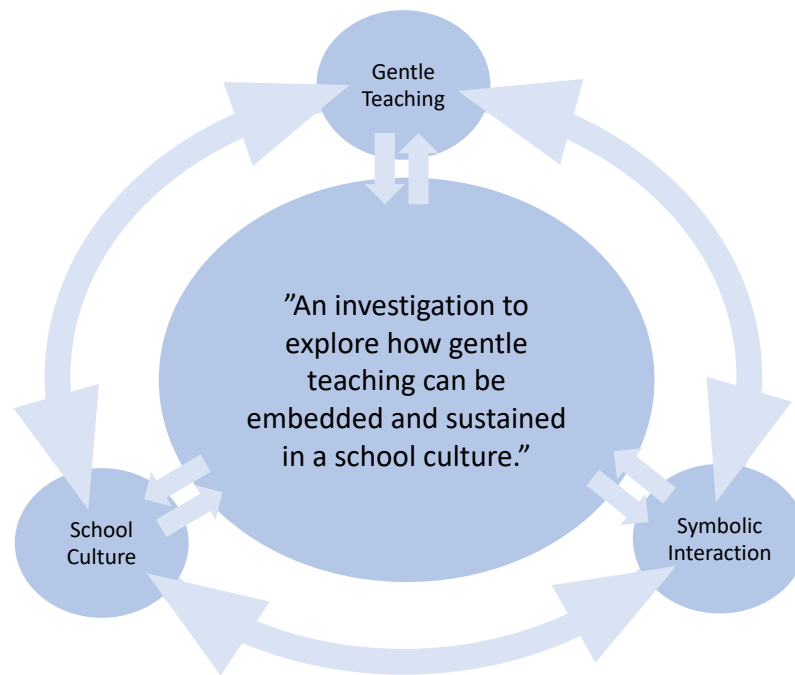 Gentle
Teaching
”An investigation to
explore how gentle
teaching can be
embedded and sustained
in a school culture.”
School
Culture
Symbolic
Interaction